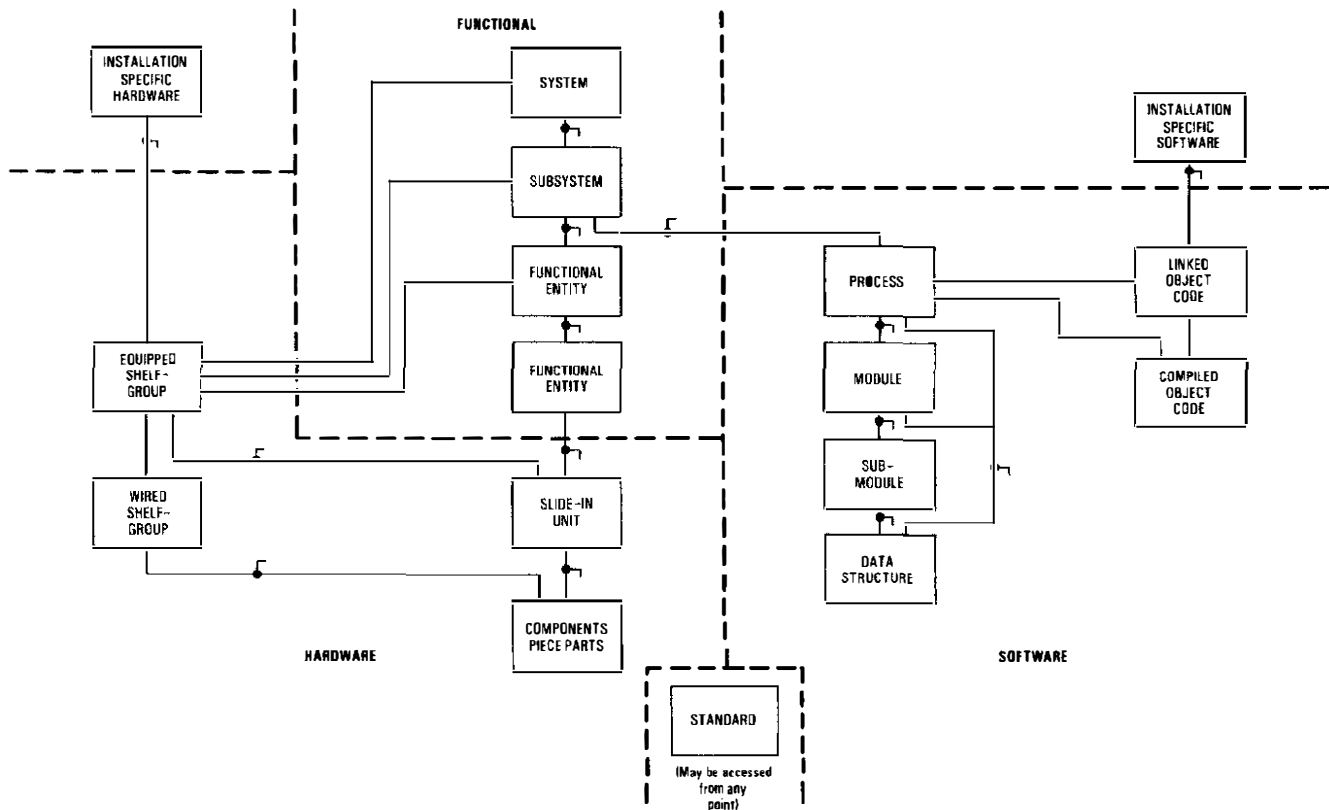 FUNCTIONAL
INSTALLATION
SPECIFIC
HARDWARE
SYSTEM
INSTALLATION
SPECIFIC
SOFTWARE
SUBSYSTEM
FUNCTIONAL
ENTITY
PROCESS
LINKED
OBJECT
CODE
EQUIPPED
SHELF-
GROUP
FUNCTIONAL
ENTITY
MODULE
COMPILED
OBJECT
CODE
WIRED
SHELF-
GROUP
SLIDE-IN
UNIT
SUB-
MODULE
DATA
STRUCTURE
COMPONENTS
PIECE PARTS
HARDWARE
SOFTWARE
STANDARD
(May be accessed
from any
point)